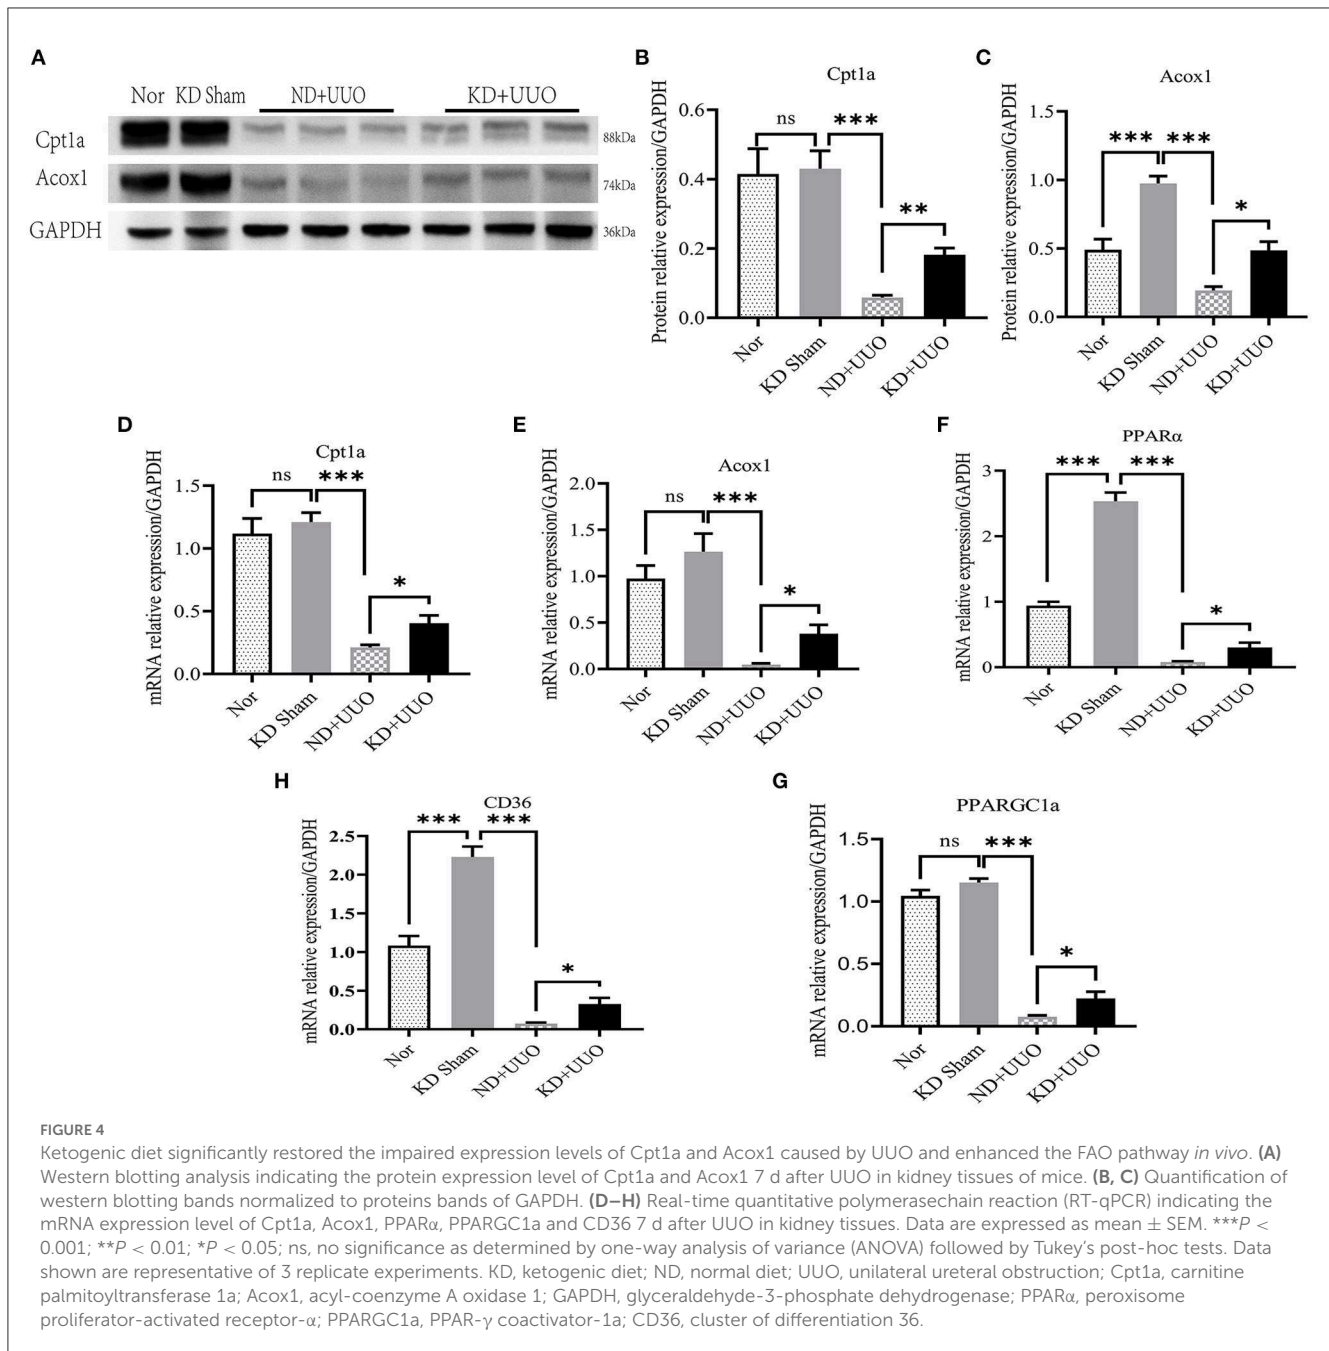 A
Nor KD Sham ND+UUO KD+UUO
Cpt1a 88kDa
Acox1 74kDa
GAPDH 36kDa
B
Cpt1a
Protein relative expression/GAPDH
0.6
0.4
0.2
0.0
ns *** **
Nor
KD Sham
ND+UUO
KD+UUO
C
Acox1
Protein relative expression/GAPDH
1.5
1.0
0.5
0.0
*** *** *
Nor
KD Sham
ND+UUO
KD+UUO
D
Cpt1a
mRNA relative expression/GAPDH
1.5
1.0
0.5
0.0
ns *** *
Nor
KD Sham
ND+UUO
KD+UUO
E
Acox1
mRNA relative expression/GAPDH
2.0
1.5
1.0
0.5
0.0
ns *** *
Nor
KD Sham
ND+UUO
KD+UUO
F
PPARα
mRNA relative expression/GAPDH
3
2
1
0
*** *** *
Nor
KD Sham
ND+UUO
KD+UUO
H
CD36
mRNA relative expression/GAPDH
2.5
2.0
1.5
1.0
0.5
0.0
*** *** *
Nor
KD Sham
ND+UUO
KD+UUO
G
PPARGC1a
mRNA relative expression/GAPDH
1.5
1.0
0.5
0.0
ns *** *
Nor
KD Sham
ND+UUO
KD+UUO
FIGURE 4
Ketogenic diet significantly restored the impaired expression levels of Cpt1a and Acox1 caused by UUO and enhanced the FAO pathway in vivo. (A)
Western blotting analysis indicating the protein expression level of Cpt1a and Acox1 7 d after UUO in kidney tissues of mice. (B, C) Quantification of
western blotting bands normalized to proteins bands of GAPDH. (D–H) Real-time quantitative polymerasechain reaction (RT-qPCR) indicating the
mRNA expression level of Cpt1a, Acox1, PPARα, PPARGC1a and CD36 7 d after UUO in kidney tissues. Data are expressed as mean ± SEM. ***P <
0.001; **P < 0.01; *P < 0.05; ns, no significance as determined by one-way analysis of variance (ANOVA) followed by Tukey's post-hoc tests. Data
shown are representative of 3 replicate experiments. KD, ketogenic diet; ND, normal diet; UUO, unilateral ureteral obstruction; Cpt1a, carnitine
palmitoyltransferase 1a; Acox1, acyl-coenzyme A oxidase 1; GAPDH, glyceraldehyde-3-phosphate dehydrogenase; PPARα, peroxisome
proliferator-activated receptor-α; PPARGC1a, PPAR-γ coactivator-1a; CD36, cluster of differentiation 36.